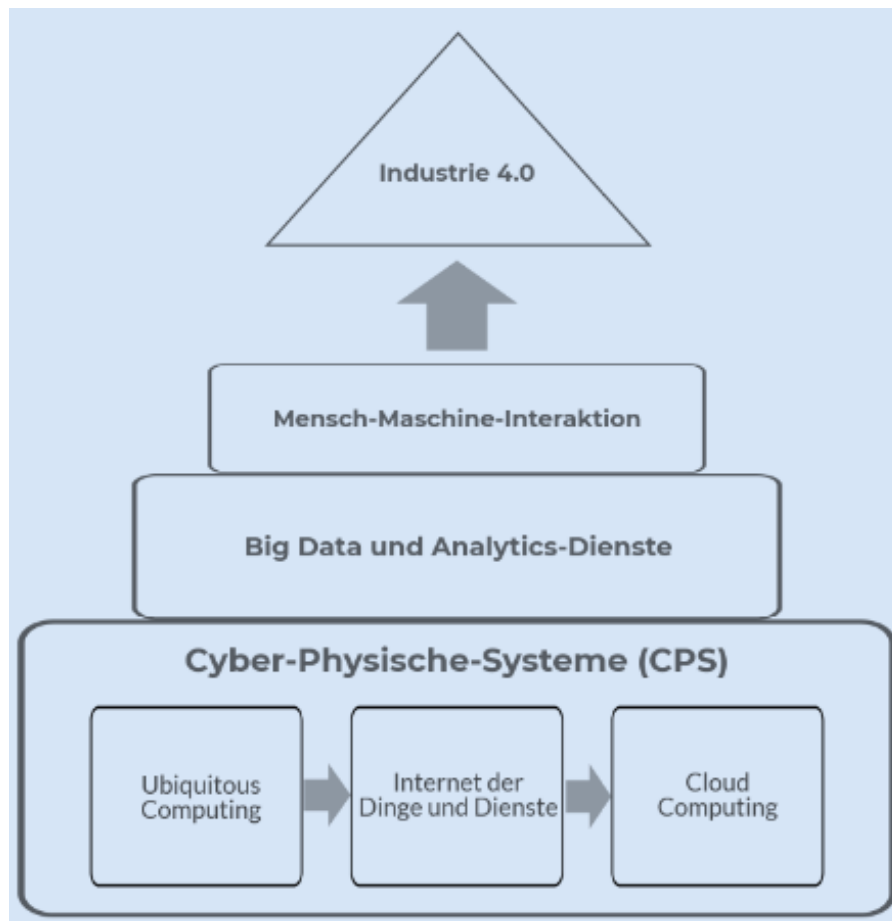 Industrie 4.0
Mensch-Maschine-Interaktion
Big Data und Analytics-Dienste
Cyber-Physische-Systeme (CPS)
Ubiquitous
Computing
Internet der
Dinge und Dienste
Cloud
Computing